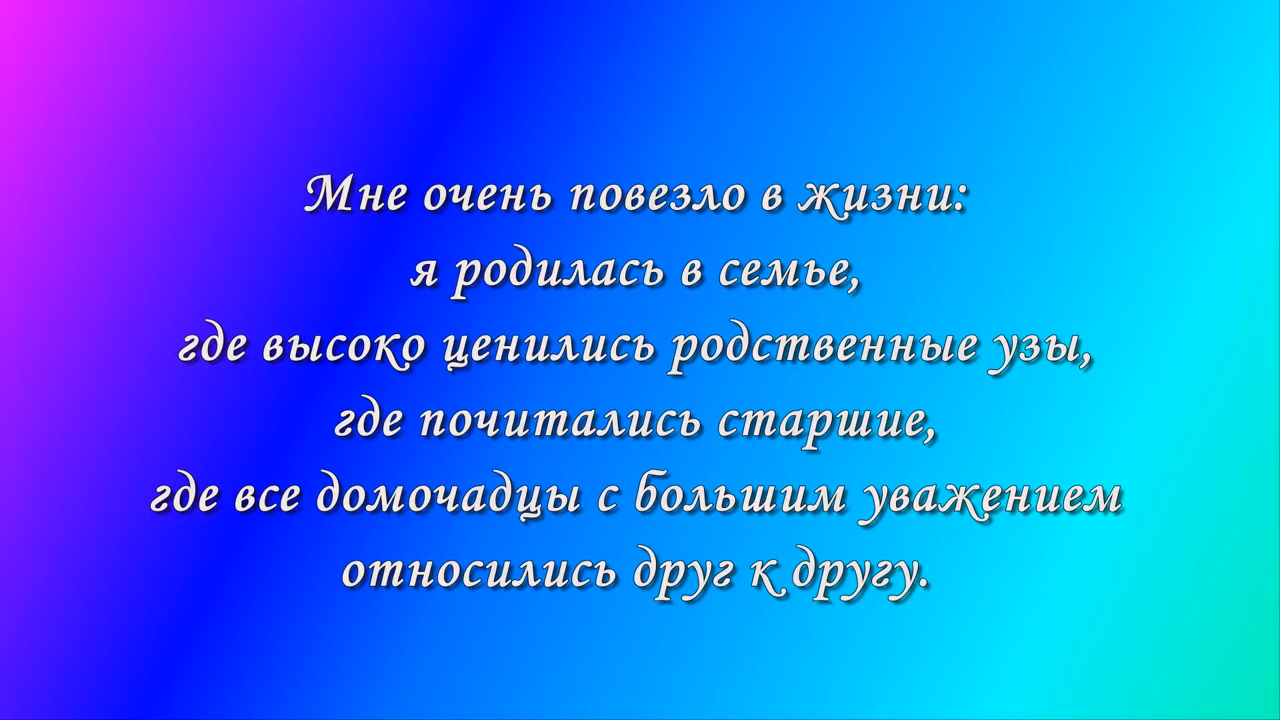 Мне очень повезло в жизни:
я родилась в семье,
где высоко ценились родственные узы,
где почитались старшие,
где все домочадцы с большим уважением
относились друг к другу.